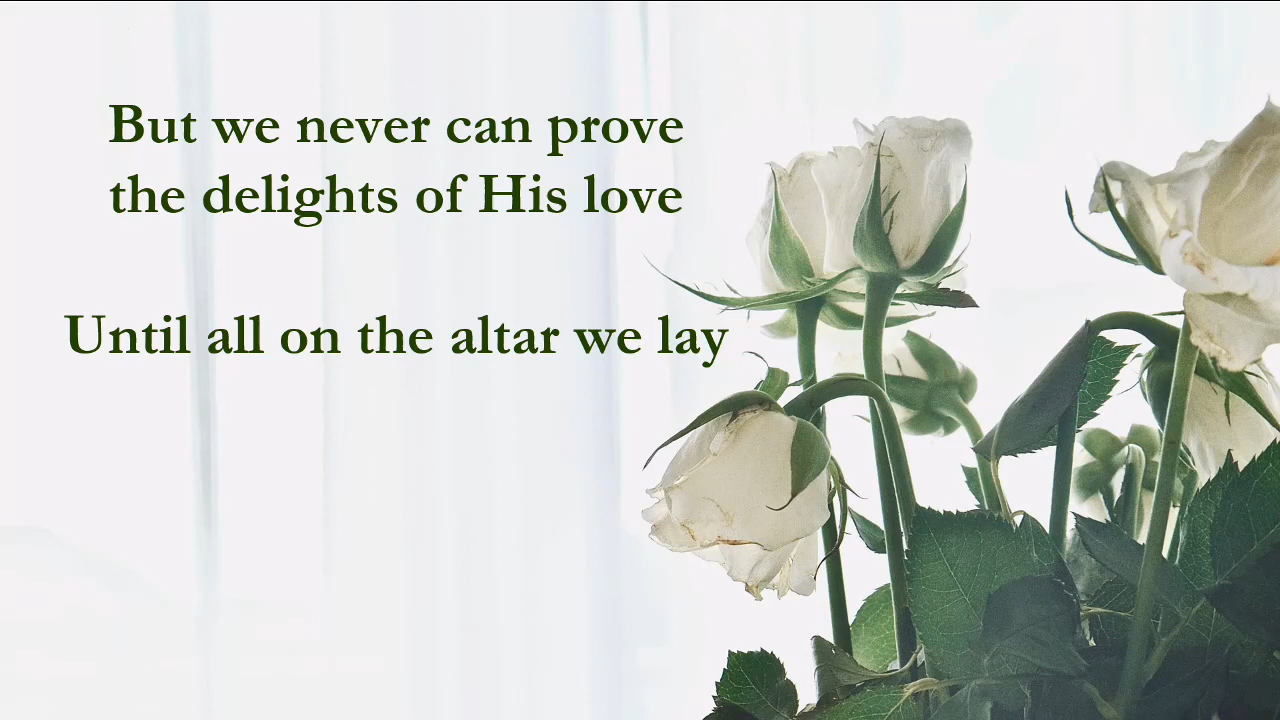 But we never can prove
the delights of His love
Until all on the altar we lay